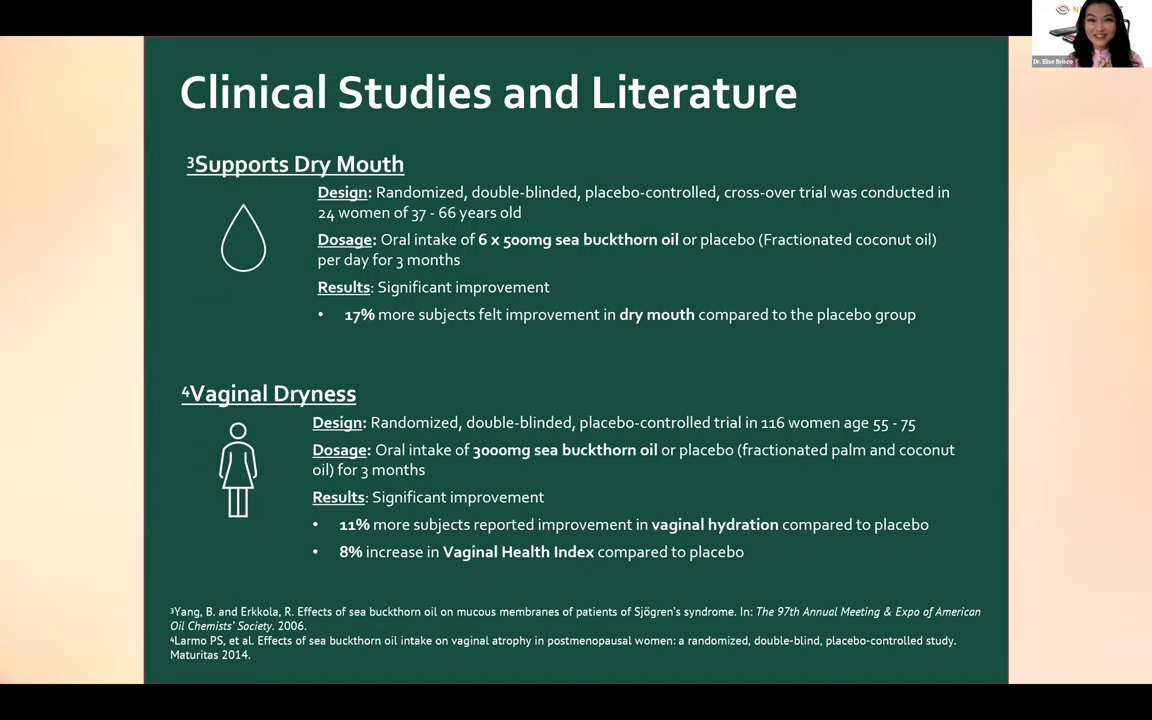 Clinical Studies and Literature
Dr. Elise Brisco
³Supports Dry Mouth
Design: Randomized, double-blinded, placebo-controlled, cross-over trial was conducted in
24 women of 37 - 66 years old
Dosage: Oral intake of 6 x 500mg sea buckthorn oil or placebo (Fractionated coconut oil)
per day for 3 months
Results: Significant improvement
• 17% more subjects felt improvement in dry mouth compared to the placebo group
⁴Vaginal Dryness
Design: Randomized, double-blinded, placebo-controlled trial in 116 women age 55 - 75
Dosage: Oral intake of 3000mg sea buckthorn oil or placebo (fractionated palm and coconut
oil) for 3 months
Results: Significant improvement
• 11% more subjects reported improvement in vaginal hydration compared to placebo
• 8% increase in Vaginal Health Index compared to placebo
³Yang, B. and Erkkola, R. Effects of sea buckthorn oil on mucous membranes of patients of Sjögren's syndrome. In: The 97th Annual Meeting & Expo of American
Oil Chemists' Society. 2006.
⁴Larmo PS, et al. Effects of sea buckthorn oil intake on vaginal atrophy in postmenopausal women: a randomized, double-blind, placebo-controlled study.
Maturitas 2014.